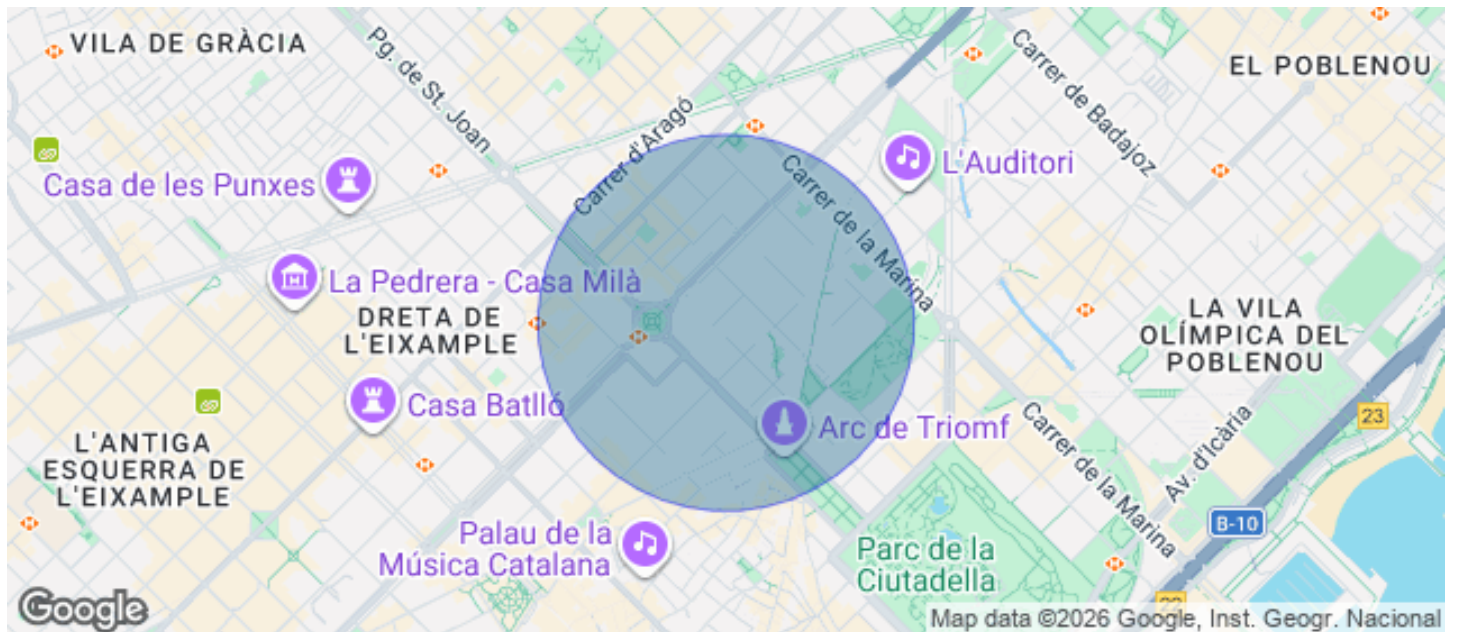 VILA DE GRÀCIA
Pg. de St. Joan
Carrer d'Aragó
Carrer de Badajoz
EL POBLENOU
Casa de les Punxes
L'Auditori
Carrer de la Marina
La Pedrera - Casa Milà
DRETA DE
L'EIXAMPLE
LA VILA
OLÍMPICA DEL
POBLENOU
Casa Batlló
Arc de Triomf
Carrer de la Marina
Av. d'Icària
23
L'ANTIGA
ESQUERRA DE
L'EIXAMPLE
B-10
Palau de la
Música Catalana
Parc de la
Ciutadella
Google
Map data ©2026 Google, Inst. Geogr. Nacional